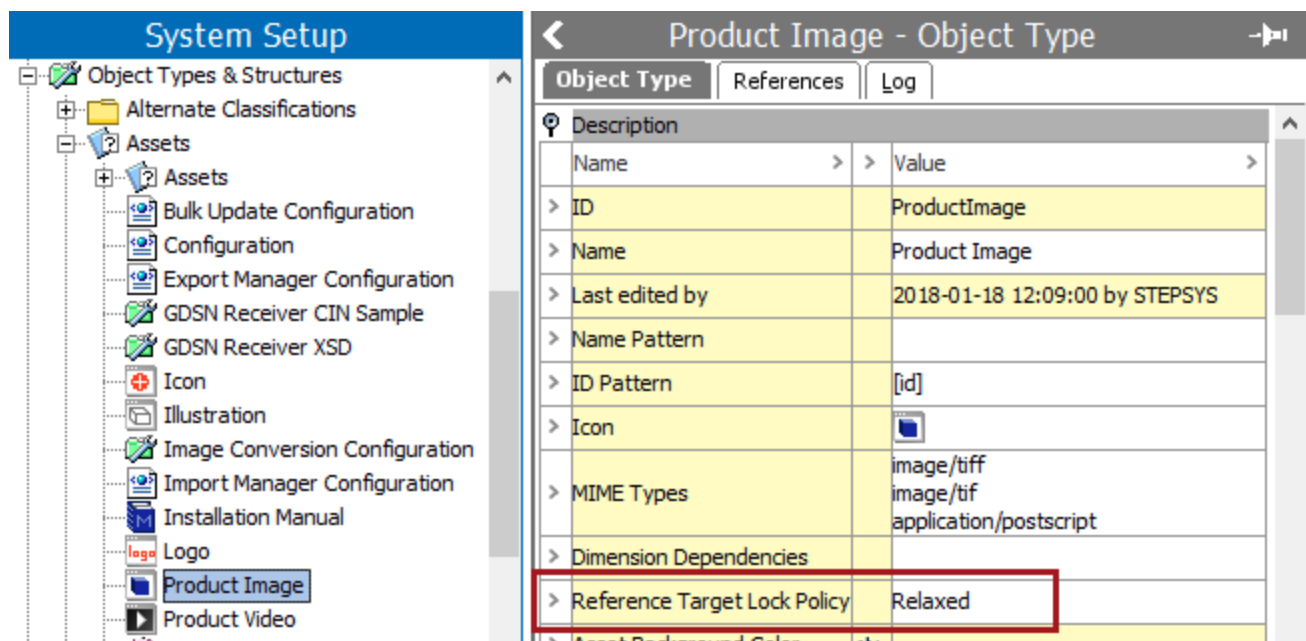 System Setup
Object Types & Structures
Alternate Classifications
Assets
Assets
Bulk Update Configuration
Configuration
Export Manager Configuration
GDSN Receiver CIN Sample
GDSN Receiver XSD
Icon
Illustration
Image Conversion Configuration
Import Manager Configuration
Installation Manual
logo Logo
Product Image
Product Video
Product Image - Object Type
Object Type References Log
Description
Name > > Value >
> ID ProductImage
> Name Product Image
> Last edited by 2018-01-18 12:09:00 by STEPSYS
> Name Pattern
> ID Pattern [id]
> Icon
image/tiff
> MIME Types image/tif
application/postscript
> Dimension Dependencies
> Reference Target Lock Policy Relaxed
> Asset Background Color